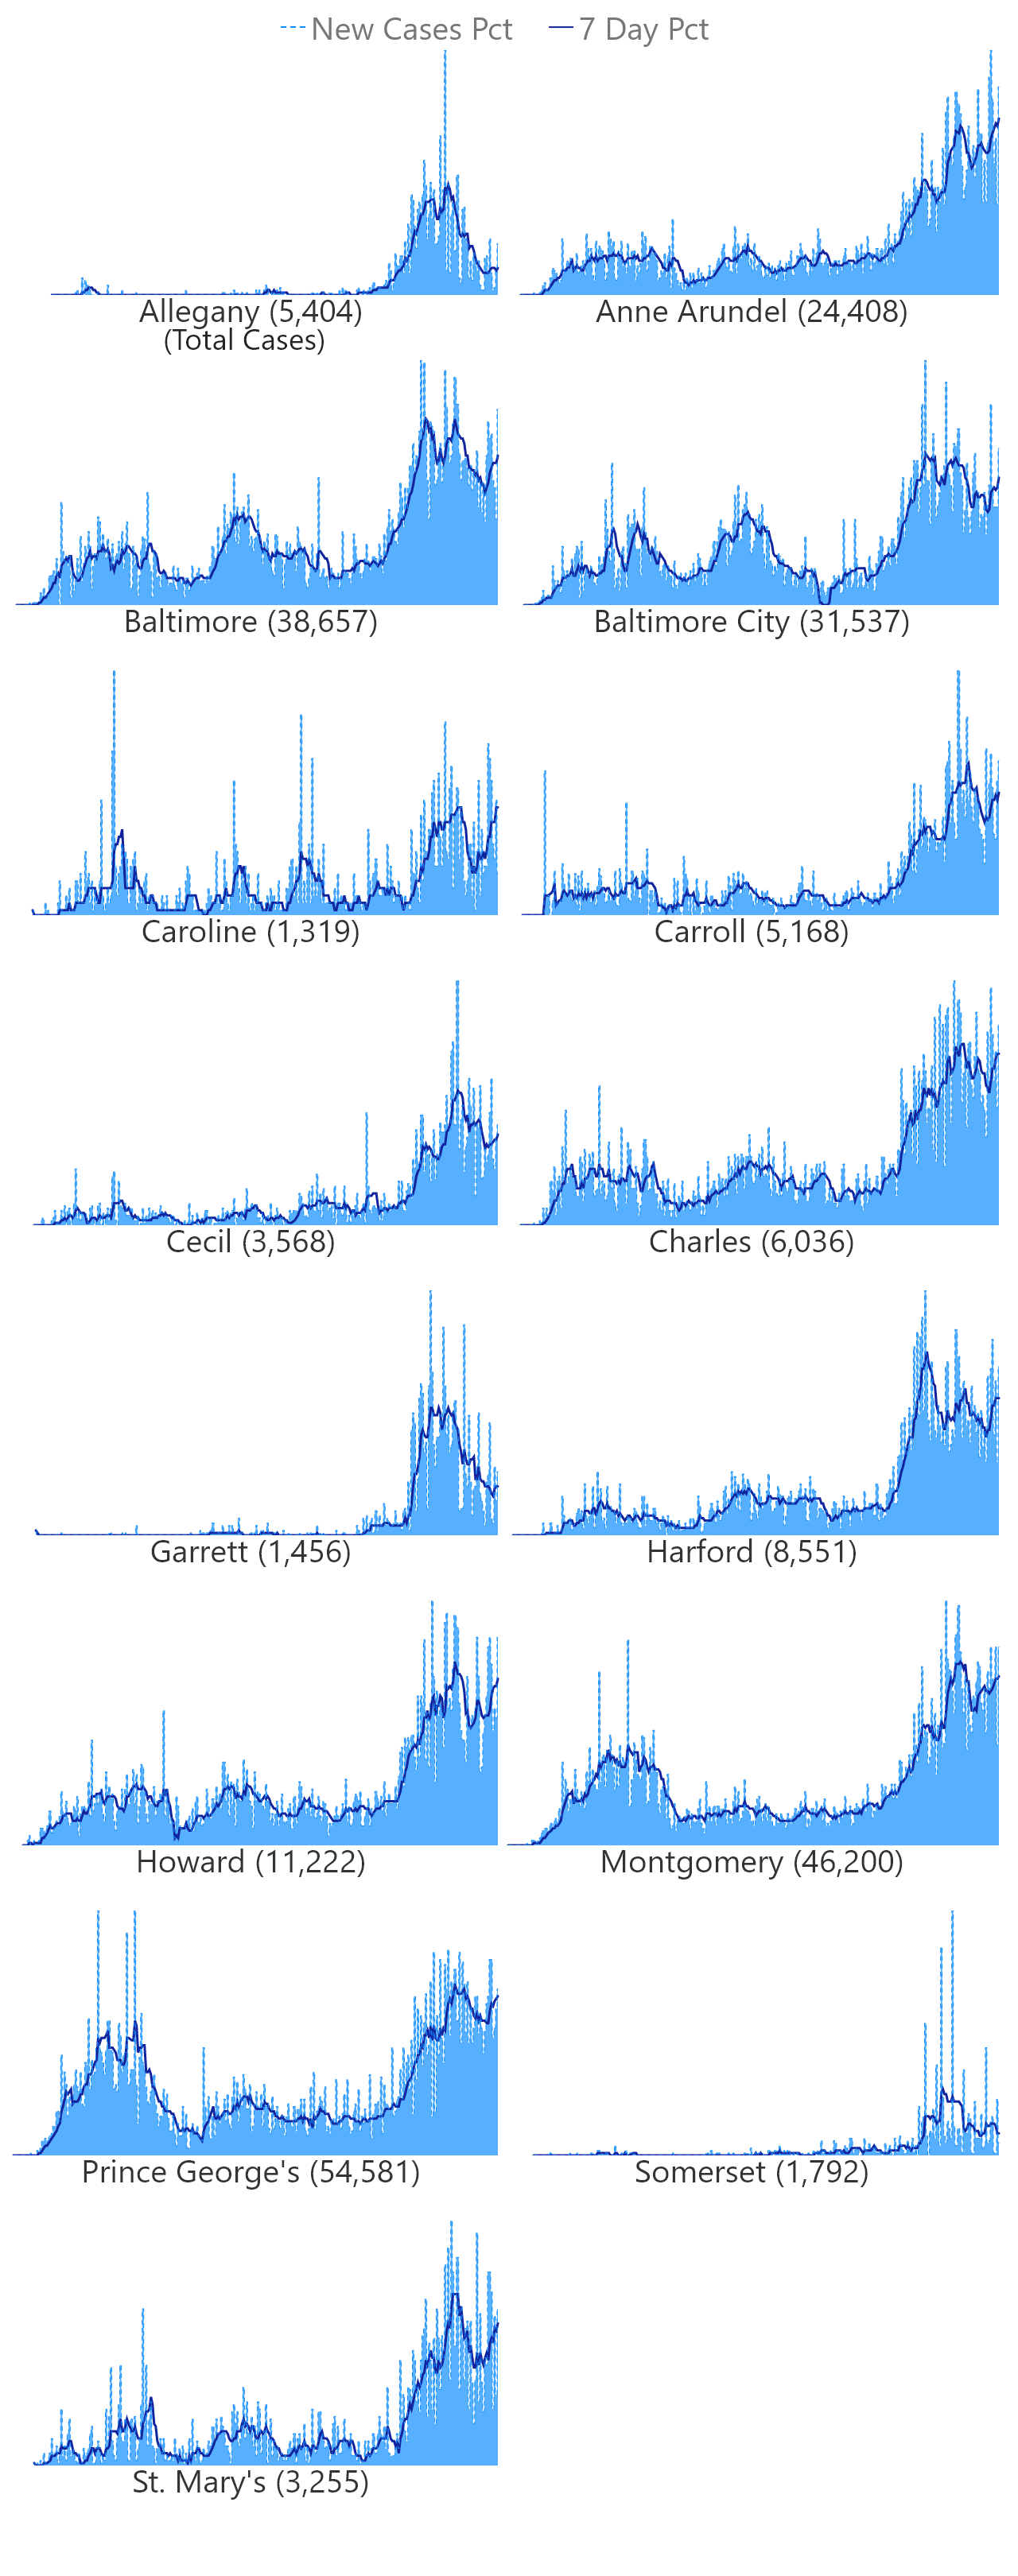 New Cases Pct 7 Day Pct
Allegany (5,404) Anne Arundel (24,408)
(Total Cases)
Baltimore (38,657) Baltimore City (31,537)
Caroline (1,319) Carroll (5,168)
Cecil (3,568) Charles (6,036)
Garrett (1,456) Harford (8,551)
Howard (11,222) Montgomery (46,200)
Prince George's (54,581) Somerset (1,792)
St. Mary's (3,255)